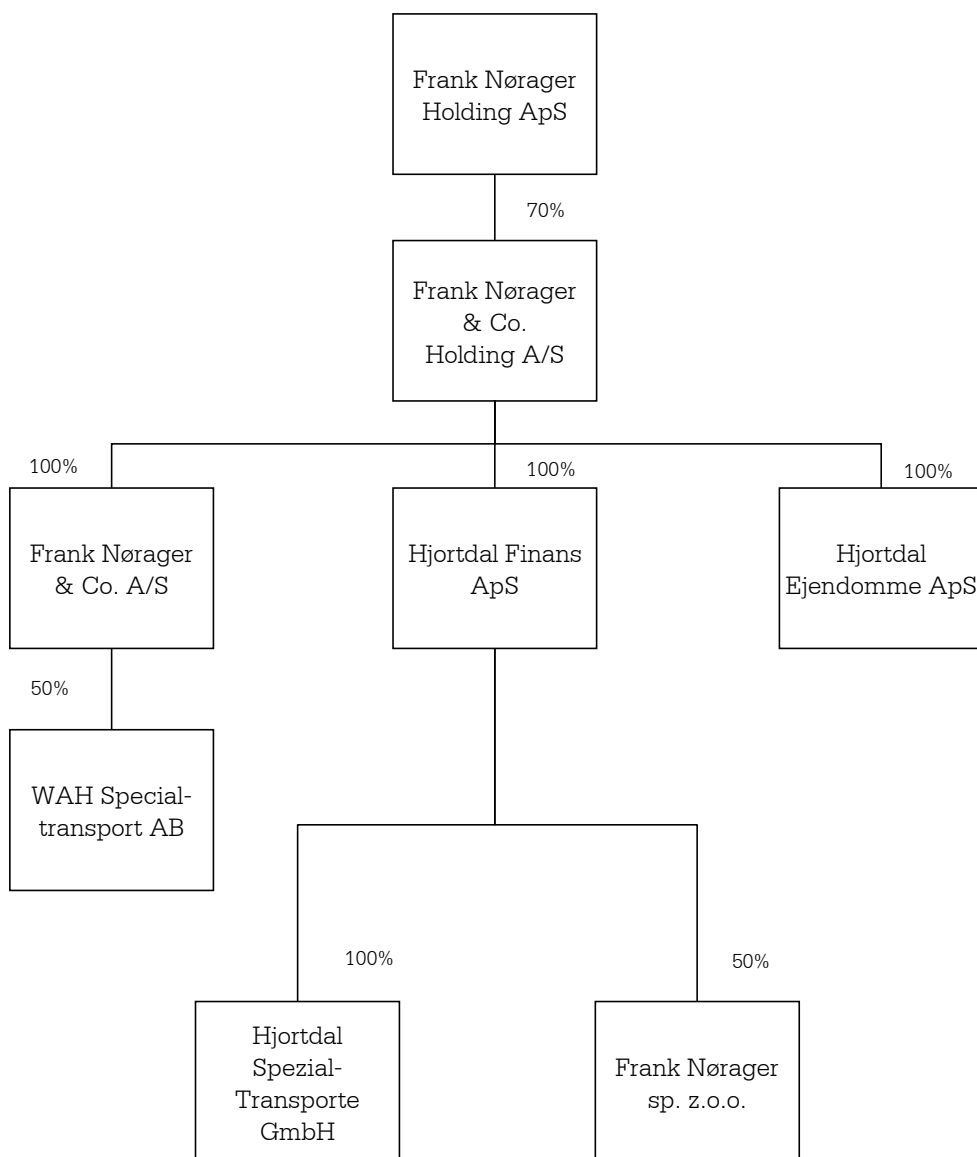 Frank Nørager
Holding ApS
70%
Frank Nørager
& Co.
Holding A/S
100%
100%
100%
Frank Nørager
& Co. A/S
Hjortdal Finans
ApS
Hjortdal
Ejendomme ApS
50%
WAH Special-
transport AB
100%
50%
Hjortdal
Spezial-
Transporte
GmbH
Frank Nørager
sp. z.o.o.